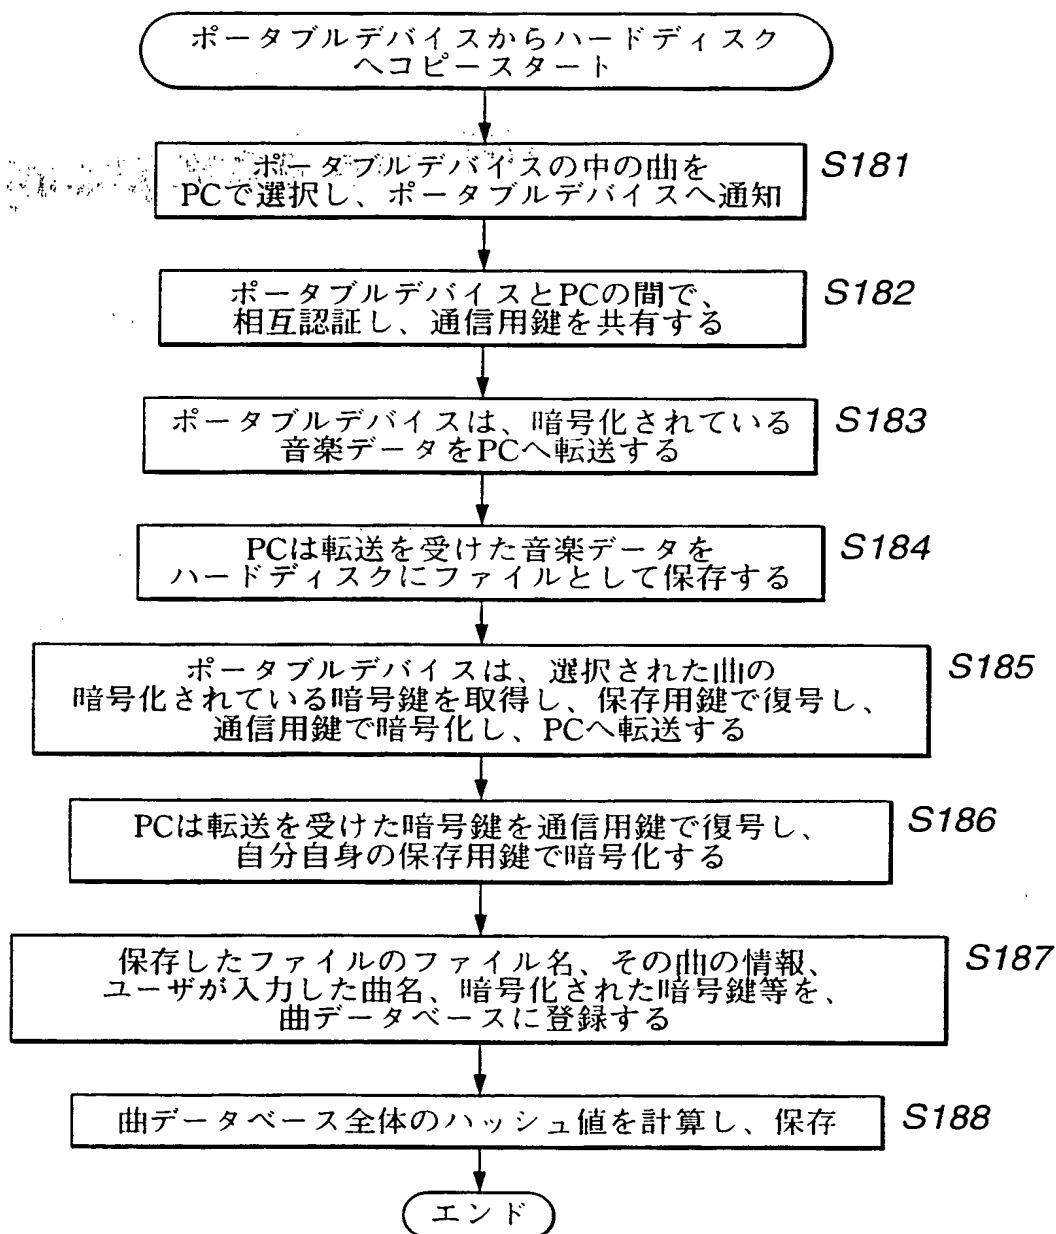 ポータブルデバイスからハードディスク
へコピースタート
ポータブルデバイスの中の曲を
PCで選択し、ポータブルデバイスへ通知
S181
ポータブルデバイスとPCの間で、
相互認証し、通信用鍵を共有する
S182
ポータブルデバイスは、暗号化されている
音楽データをPCへ転送する
S183
PCは転送を受けた音楽データを
ハードディスクにファイルとして保存する
S184
ポータブルデバイスは、選択された曲の
暗号化されている暗号鍵を取得し、保存用鍵で復号し、
通信用鍵で暗号化し、PCへ転送する
S185
PCは転送を受けた暗号鍵を通信用鍵で復号し、
自分自身の保存用鍵で暗号化する
S186
保存したファイルのファイル名、その曲の情報、
ユーザが入力した曲名、暗号化された暗号鍵等を、
曲データベースに登録する
S187
曲データベース全体のハッシュ値を計算し、保存
S188
エンド